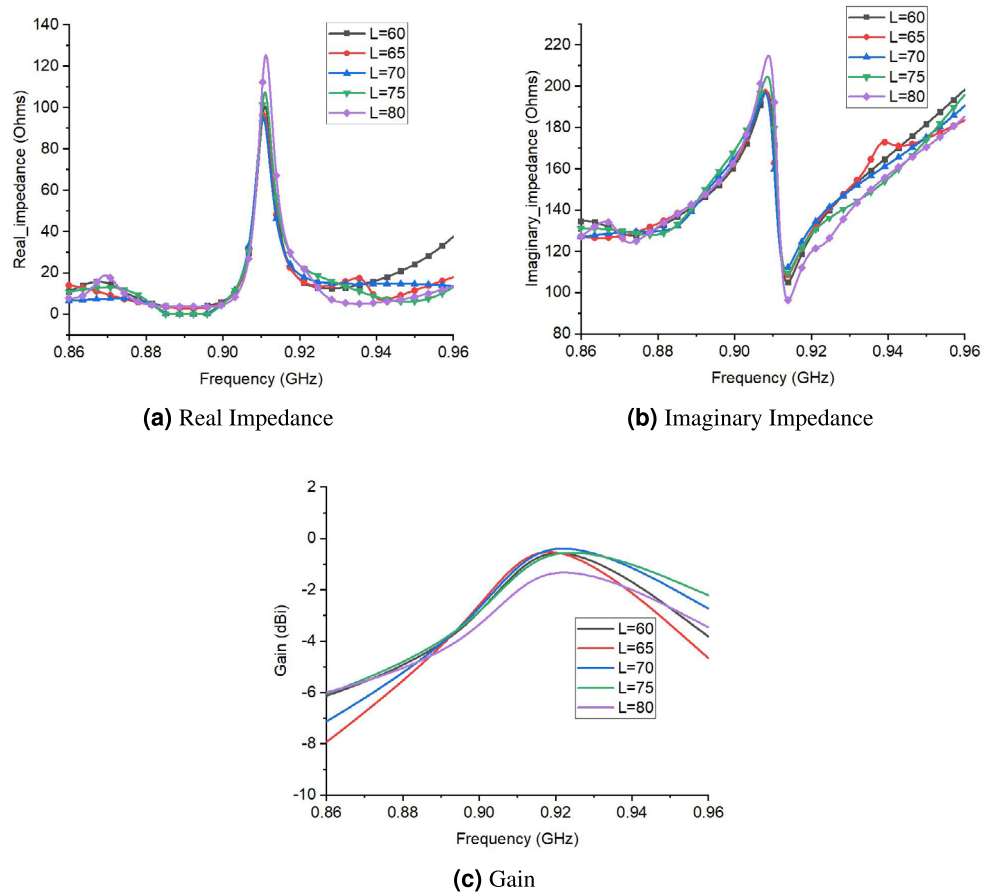 140
120
100
80
60
40
20
0
Real_impedance (Ohms)
0.86 0.88 0.90 0.92 0.94 0.96
Frequency (GHz)
L=60
L=65
L=70
L=75
L=80
(a) Real Impedance
220
200
180
160
140
120
100
80
Imaginary_impedance (Ohms)
0.86 0.88 0.90 0.92 0.94 0.96
Frequency (GHz)
L=60
L=65
L=70
L=75
L=80
(b) Imaginary Impedance
2
0
-2
-4
-6
-8
-10
Gain (dBi)
0.86 0.88 0.90 0.92 0.94 0.96
Frequency (GHz)
L=60
L=65
L=70
L=75
L=80
(c) Gain